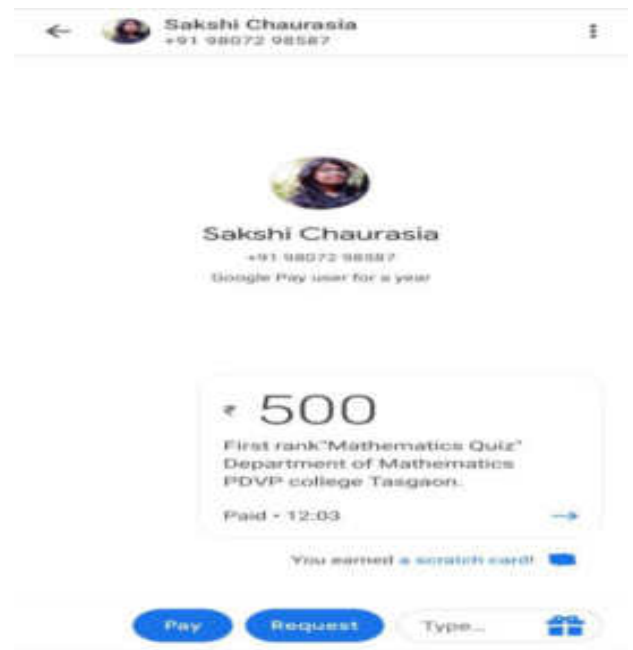 Sakshi Chaurasia
+91 98072 98587
Sakshi Chaurasia
+91 98072 98587
Google Pay user for a year
₹ 500
First rank"Mathematics Quiz"
Department of Mathematics
PDVP college Tasgaon.
Paid • 12:03
You earned a scratch card!
Pay
Request
Type...